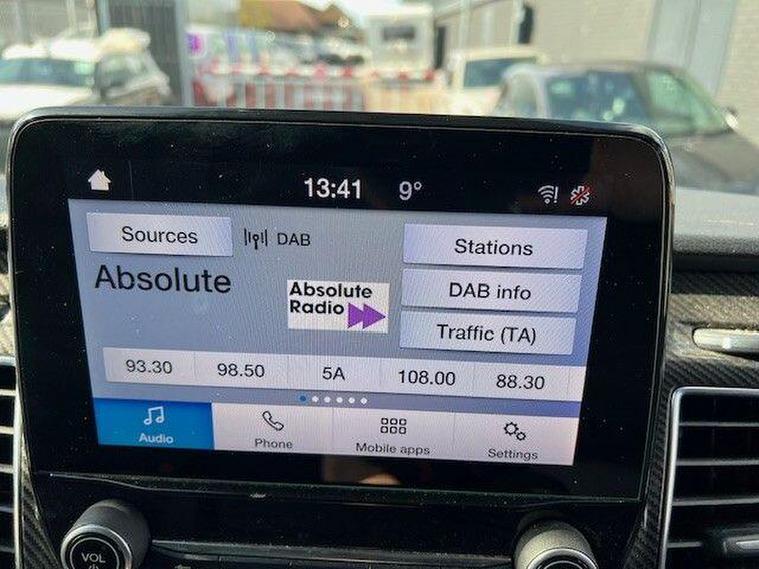 13:41 9°
Sources DAB Stations
Absolute
Absolute
Radio
DAB info
Traffic (TA)
93.30 98.50 5A 108.00 88.30
Audio Phone Mobile apps Settings
VOL